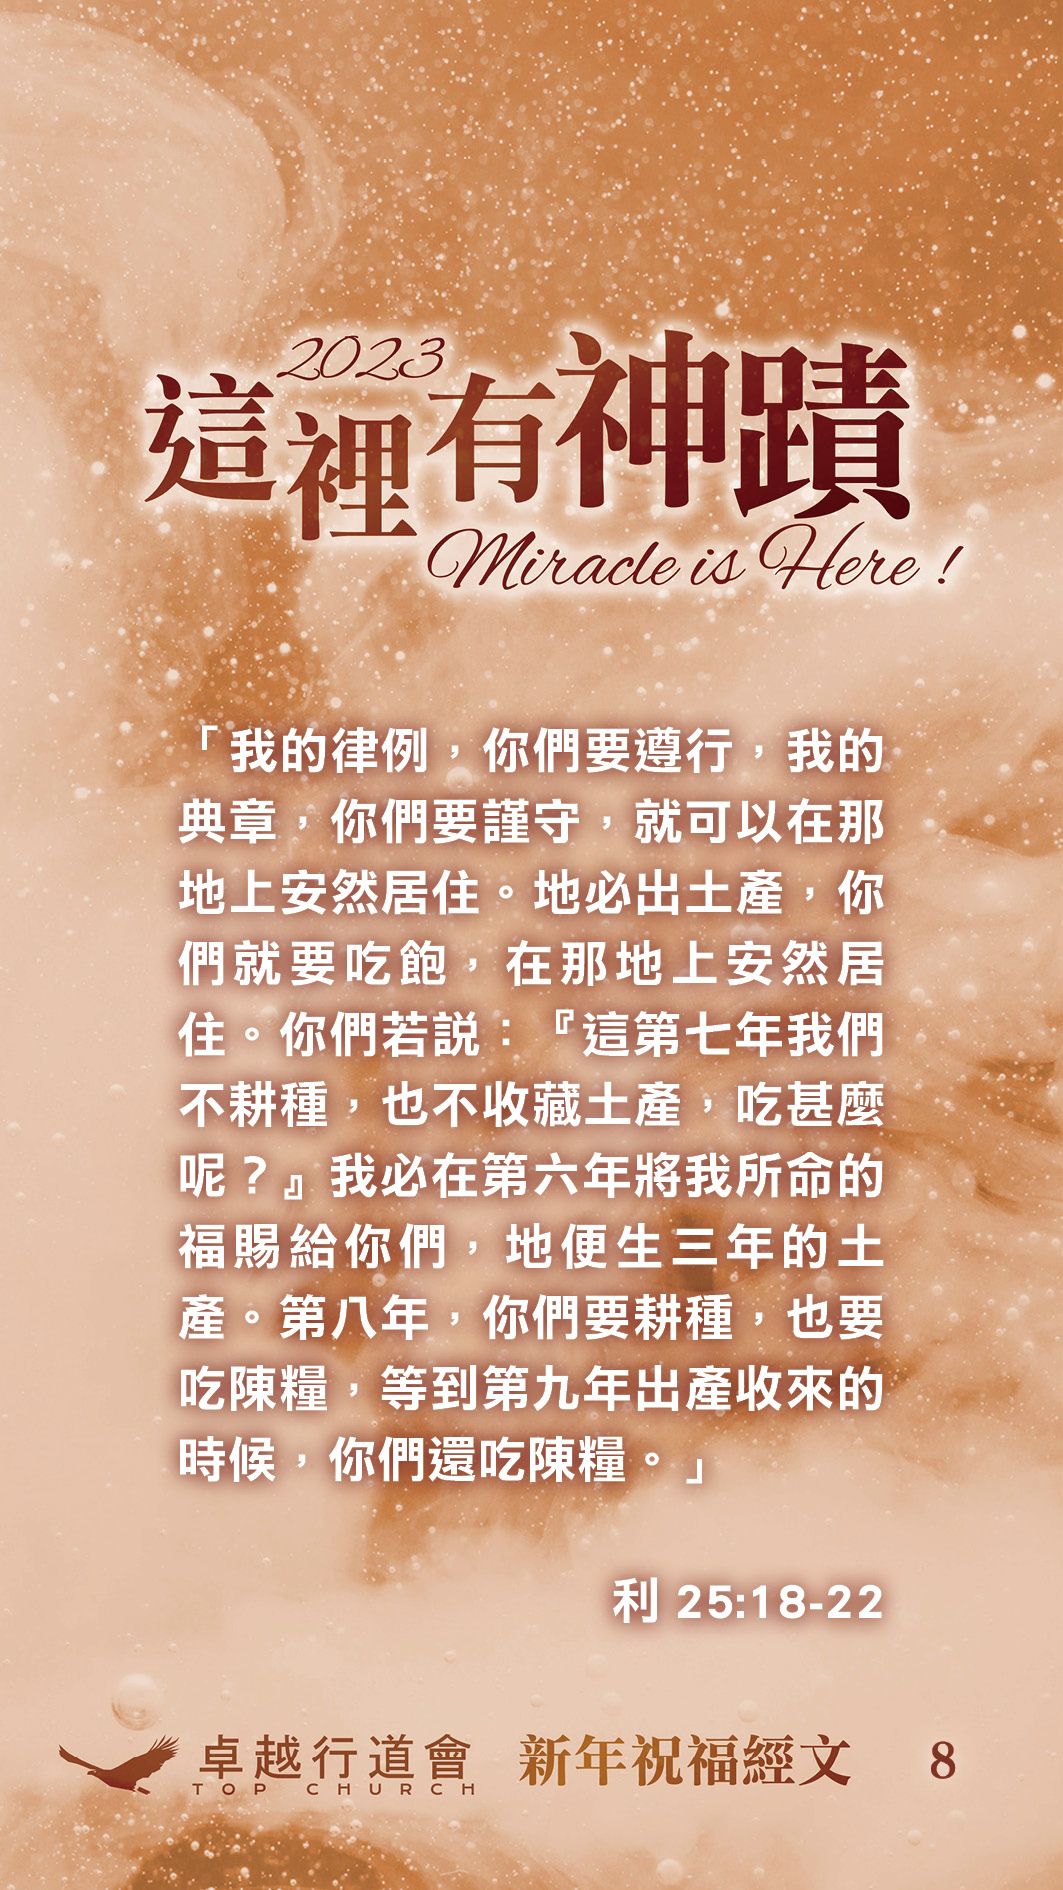 2023
這裡有神蹟
Miracle is Here !
「我的律例，你們要遵行，我的
典章，你們要謹守，就可以在那
地上安然居住。地必出土產，你
們就要吃飽，在那地上安然居
住。你們若説：『這第七年我們
不耕種，也不收藏土產，吃甚麼
呢？』我必在第六年將我所命的
福賜給你們，地便生三年的土
產。第八年，你們要耕種，也要
吃陳糧，等到第九年出產收來的
時候，你們還吃陳糧。」
利 25:18-22
卓越行道會 新年祝福經文 8
TOP CHURCH